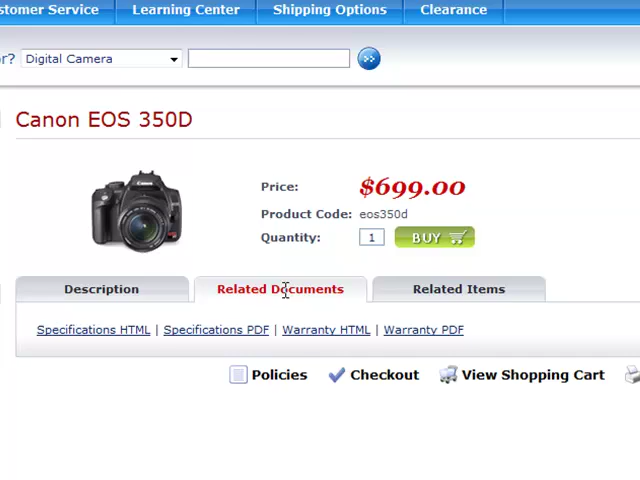 stomer Service Learning Center Shipping Options Clearance
or? Digital Camera
Canon EOS 350D
Canon
Price: $699.00
Product Code: eos350d
Quantity: 1 BUY
Description Related Documents Related Items
Specifications HTML | Specifications PDF | Warranty HTML | Warranty PDF
Policies Checkout View Shopping Cart